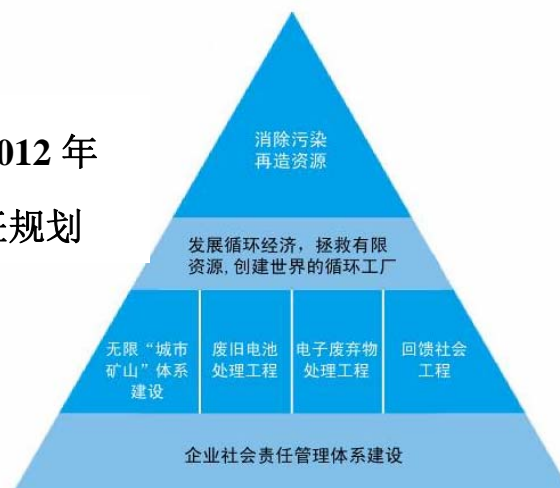 012 年
规划
消除污染
再造资源
发展循环经济，拯救有限
资源,创建世界的循环工厂
无限“城市
矿山”体系
建设
废旧电池
处理工程
电子废弃物
处理工程
回馈社会
工程
企业社会责任管理体系建设